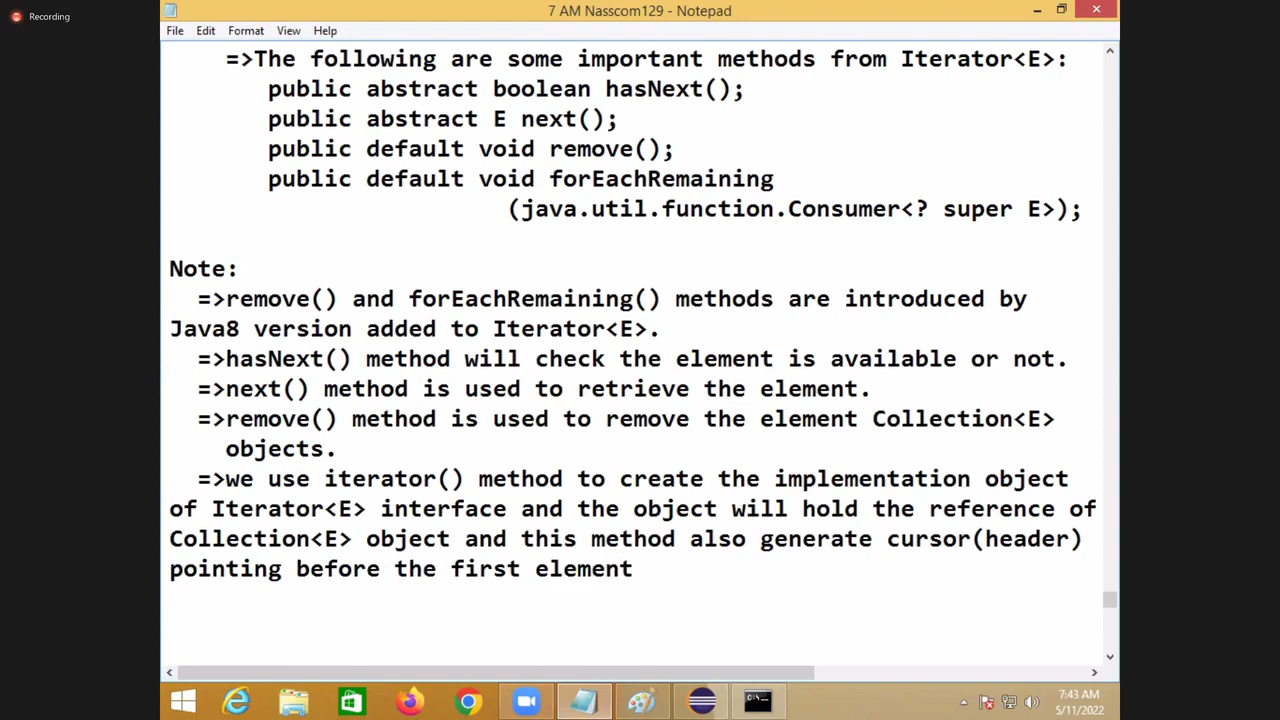 Recording
7 AM Nasscom129 - Notepad
File Edit Format View Help
=>The following are some important methods from Iterator<E>:
public abstract boolean hasNext();
public abstract E next();
public default void remove();
public default void forEachRemaining
(java.util.function.Consumer<? super E>);
Note:
=>remove() and forEachRemaining() methods are introduced by
Java8 version added to Iterator<E>.
=>hasNext() method will check the element is available or not.
=>next() method is used to retrieve the element.
=>remove() method is used to remove the element Collection<E>
objects.
=>we use iterator() method to create the implementation object
of Iterator<E> interface and the object will hold the reference of
Collection<E> object and this method also generate cursor(header)
pointing before the first element
7:43 AM
5/11/2022